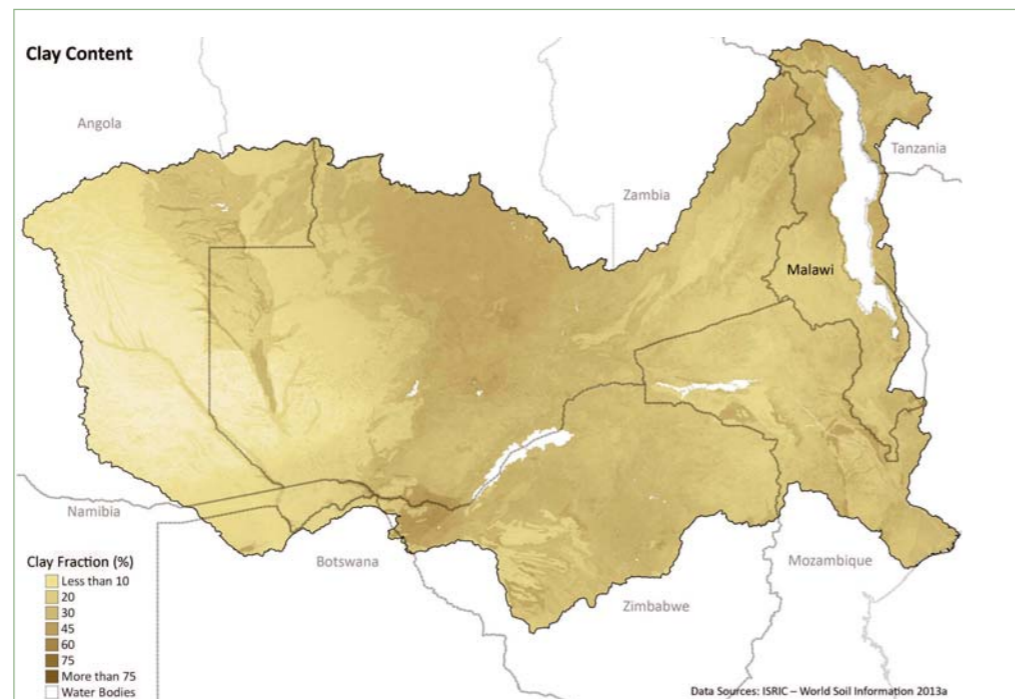 Clay Content
Angola
Tanzania
Zambia
Malawi
Namibia
Botswana
Mozambique
Zimbabwe
Clay Fraction (%)
Less than 10
20
30
45
60
75
More than 75
Water Bodies
Data Sources: ISRIC – World Soil Information 2013a